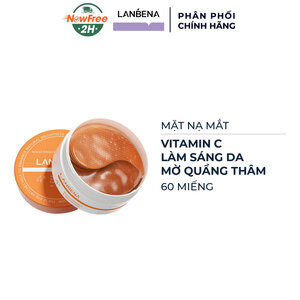 NowFree
2H
LANBENA
PHÂN PHỐI
CHÍNH HÃNG
MẶT NẠ MẮT
VITAMIN C
LÀM SÁNG DA
MỜ QUẦNG THÂM
60 MIẾNG
LANBENA